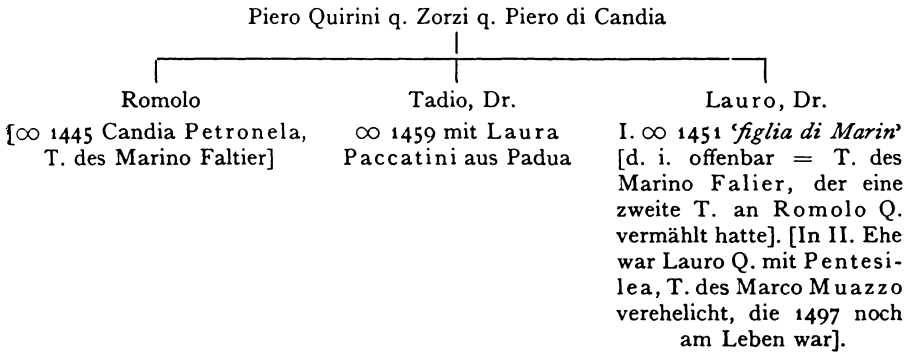 Piero Quirini q. Zorzi q. Piero di Candia
Romolo
[∞ 1445 Candia Petronela,
T. des Marino Faltier]
Tadio, Dr.
∞ 1459 mit Laura
Paccatini aus Padua
Lauro, Dr.
I. ∞ 1451 ‘figlia di Marin’
[d. i. offenbar = T. des
Marino Falier, der eine
zweite T. an Romolo Q.
vermählt hatte]. [In II. Ehe
war Lauro Q. mit Pentesi-
lea, T. des Marco Muazzo
verehelicht, die 1497 noch
am Leben war].